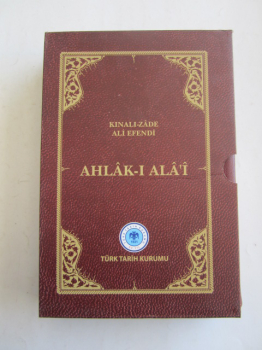 KINALI-ZÂDE
ALİ EFENDİ
AHLÂK-I ALÂ'Î
TÜRK TARİH KURUMU